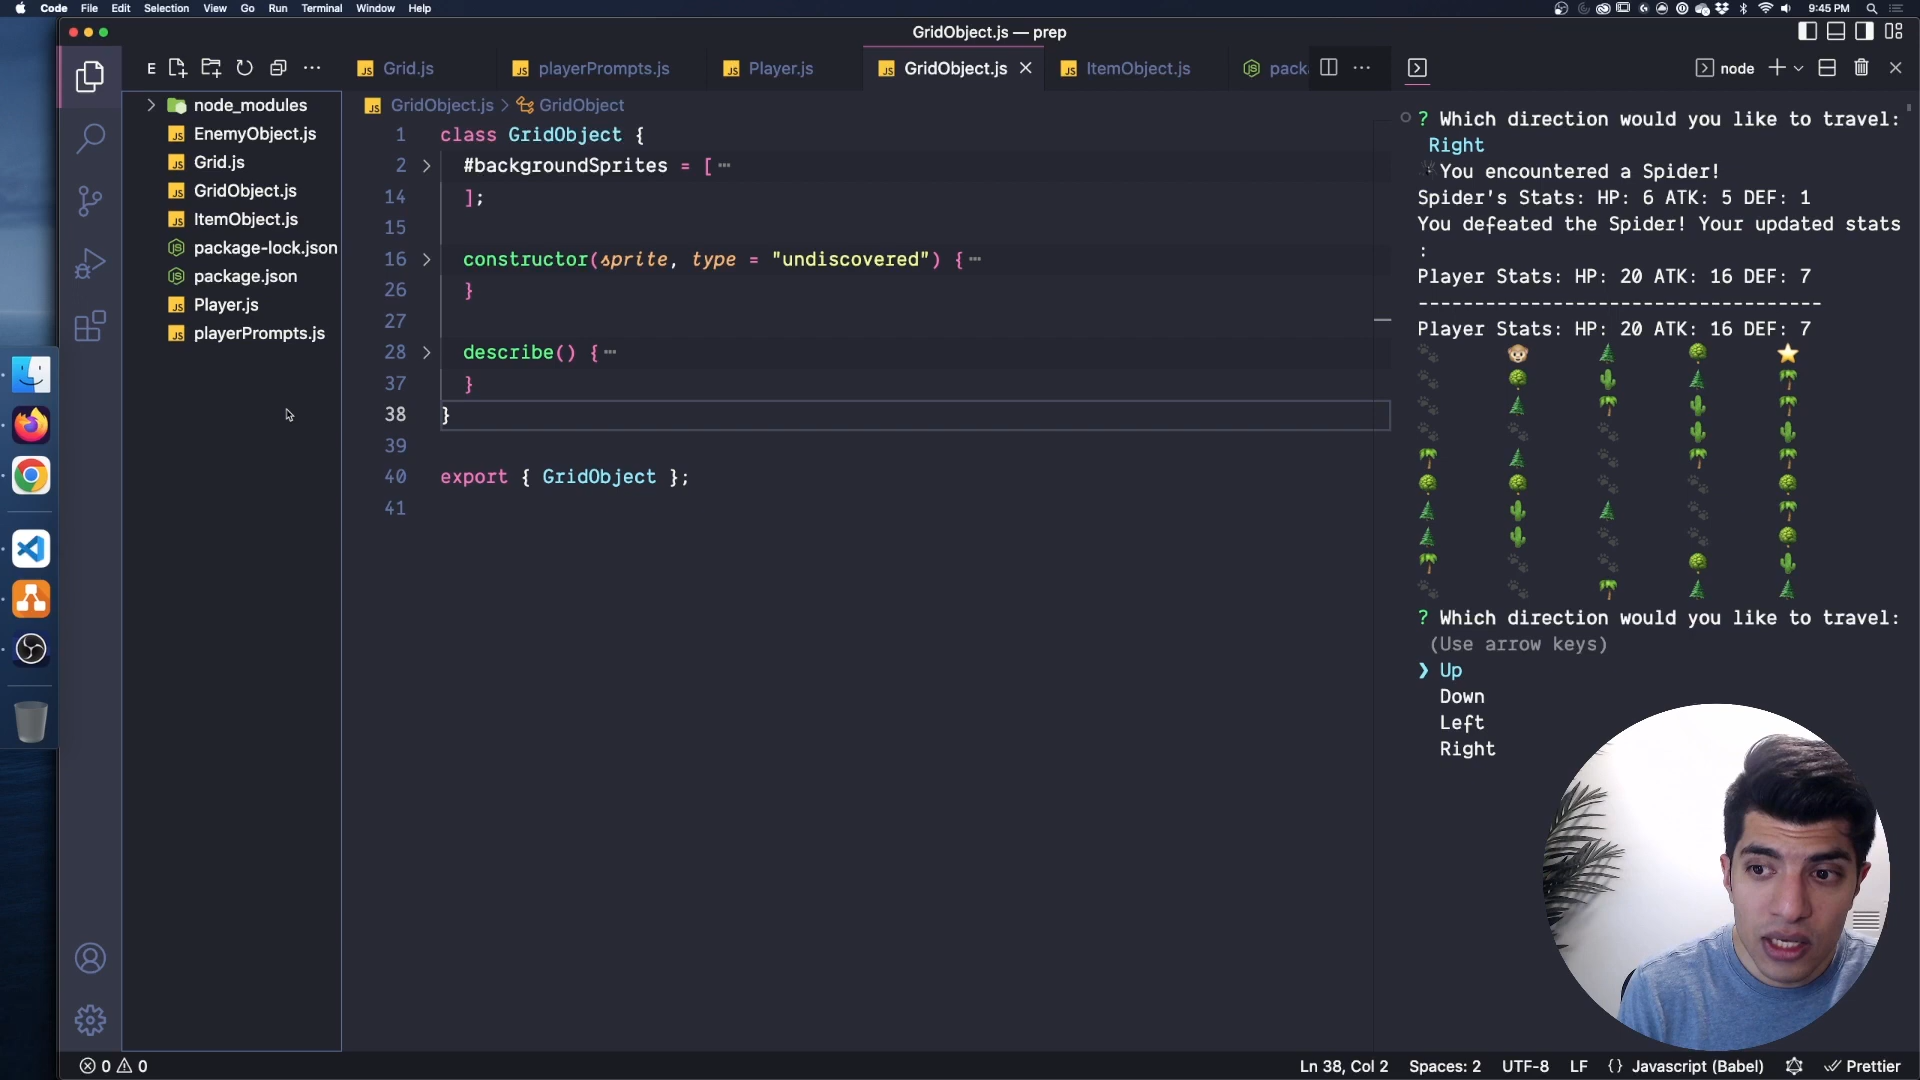 Code File Edit Selection View Go Run Terminal Window Help 9:45 PM
GridObject.js — prep
E
Grid.js playerPrompts.js Player.js GridObject.js ItemObject.js node
node_modules
EnemyObject.js
Grid.js
GridObject.js
ItemObject.js
package-lock.json
package.json
Player.js
playerPrompts.js
GridObject.js > GridObject
1 class GridObject {
2 #backgroundSprites = [ ⋯
14 ];
15
16 constructor(sprite, type = "undiscovered") { ⋯
26 }
27
28 describe() { ⋯
37 }
38 }
39
40 export { GridObject };
41
? Which direction would you like to travel:
Right
You encountered a Spider!
Spider's Stats: HP: 6 ATK: 5 DEF: 1
You defeated the Spider! Your updated stats
:
Player Stats: HP: 20 ATK: 16 DEF: 7
------------------------------------
Player Stats: HP: 20 ATK: 16 DEF: 7
? Which direction would you like to travel:
(Use arrow keys)
❯ Up
Down
Left
Right
0 0 Ln 38, Col 2 Spaces: 2 UTF-8 LF {} Javascript (Babel) Prettier